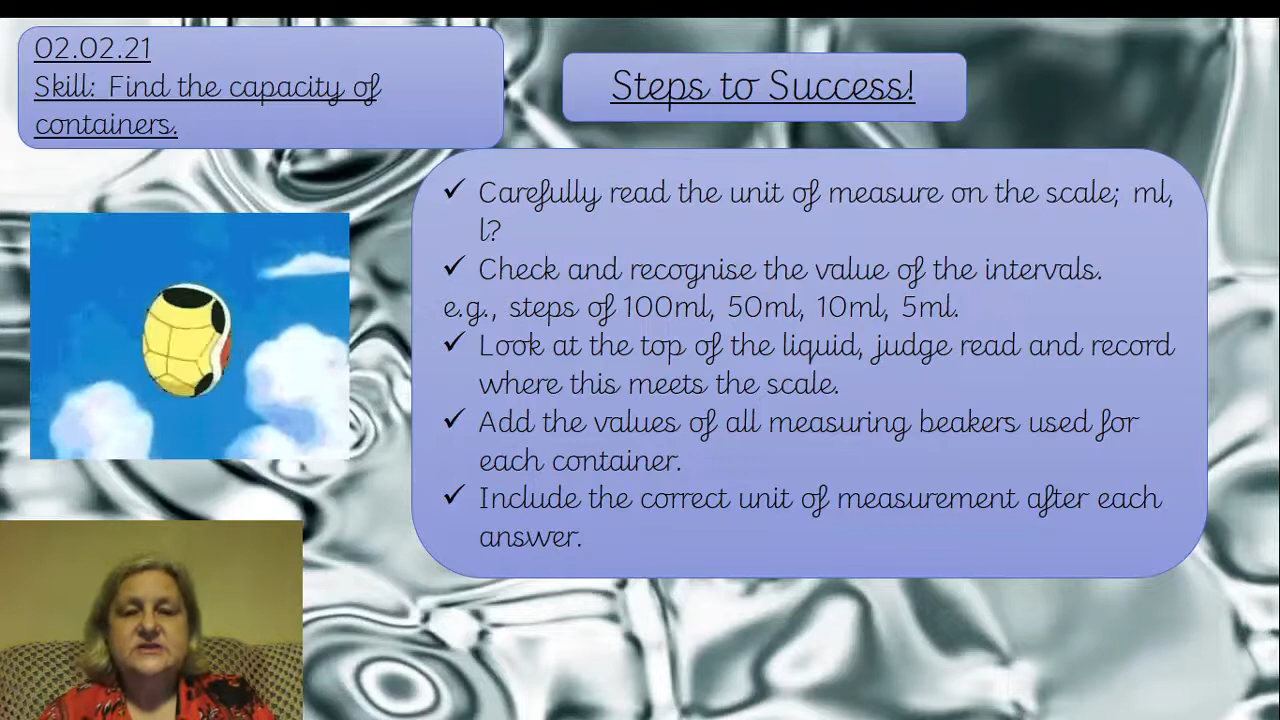 02.02.21
Skill: Find the capacity of
containers.
Steps to Success!
✓ Carefully read the unit of measure on the scale; ml,
l?
✓ Check and recognise the value of the intervals.
e.g., steps of 100ml, 50ml, 10ml, 5ml.
✓ Look at the top of the liquid, judge read and record
where this meets the scale.
✓ Add the values of all measuring beakers used for
each container.
✓ Include the correct unit of measurement after each
answer.